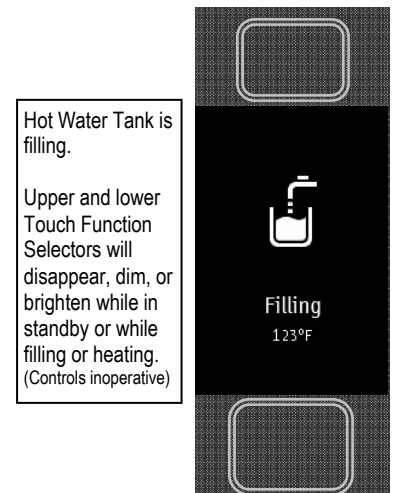 Hot Water Tank is
filling.
Upper and lower
Touch Function
Selectors will
disappear, dim, or
brighten while in
standby or while
filling or heating.
(Controls inoperative)
Filling
123°F